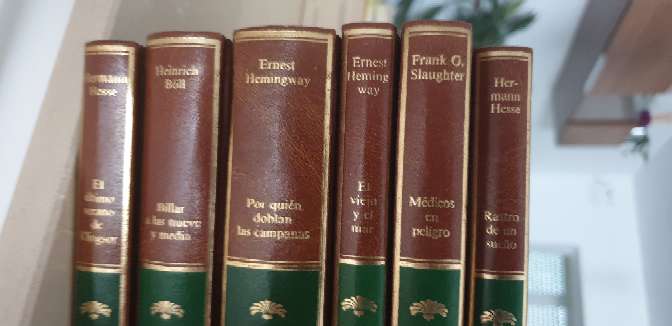 Hermann
Hesse
El
último
verano
de
Klingsor
Heinrich
Böll
Billar
a las nueve
y media
Ernest
Hemingway
Por quién
doblan
las campanas
Ernest
Heming
way
El
viejo
y el
mar
Frank G.
Slaughter
Médicos
en
peligro
Her-
mann
Hesse
Rastro
de un
sueño